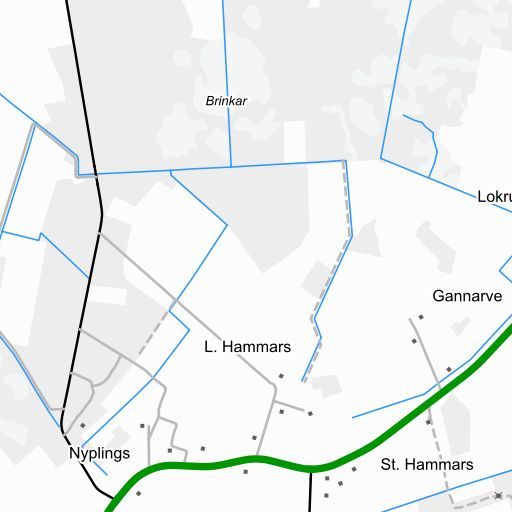 Brinkar
Lokru
Gannarve
L. Hammars
Nyplings
St. Hammars